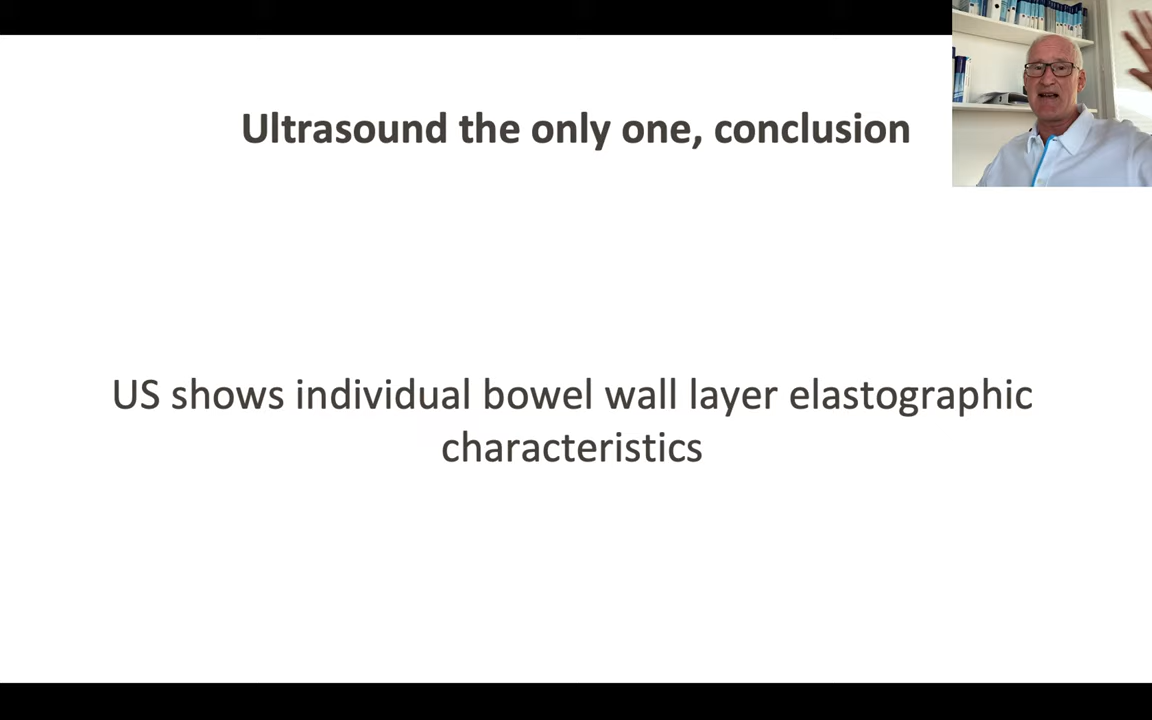 Ultrasound the only one, conclusion
US shows individual bowel wall layer elastographic
characteristics